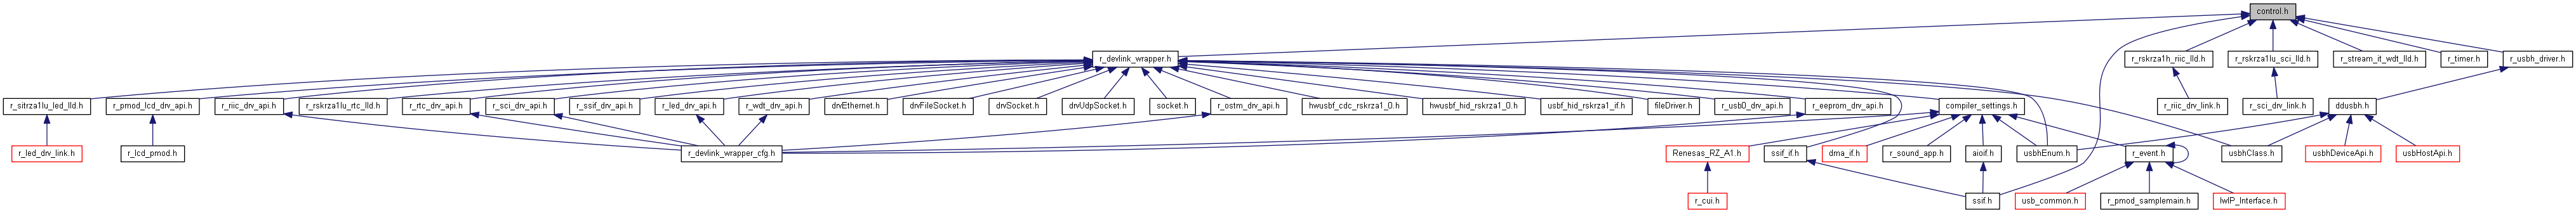 control.h
r_devlink_wrapper.h
r_rskrza1h_riic_lld.h
r_rskrza1lu_sci_lld.h
r_stream_it_wdt_lld.h
r_timer.h
r_usbh_driver.h
r_sitrza1lu_led_lld.h
r_pmod_lcd_drv_api.h
r_riic_drv_api.h
r_rskrza1lu_rtc_lld.h
r_rtc_drv_api.h
r_sci_drv_api.h
r_ssif_drv_api.h
r_led_drv_api.h
r_wdt_drv_api.h
drvEthernet.h
drvFileSocket.h
drvSocket.h
drvUdpSocket.h
socket.h
r_ostm_drv_api.h
hwusbf_cdc_rskrza1_0.h
hwusbf_hid_rskrza1_0.h
usbf_hid_rskrza1_if.h
fileDriver.h
r_usb0_drv_api.h
r_eeprom_drv_api.h
compiler_settings.h
r_riic_drv_link.h
r_sci_drv_link.h
ddusbh.h
r_led_drv_link.h
r_lcd_pmod.h
r_devlink_wrapper_cfg.h
Renesas_RZ_A1.h
ssif_if.h
dma_if.h
r_sound_app.h
aioif.h
usbhEnum.h
r_event.h
usbhClass.h
usbhDeviceApi.h
usbHostApi.h
r_cui.h
ssif.h
usb_common.h
r_pmod_samplemain.h
lwIP_Interface.h